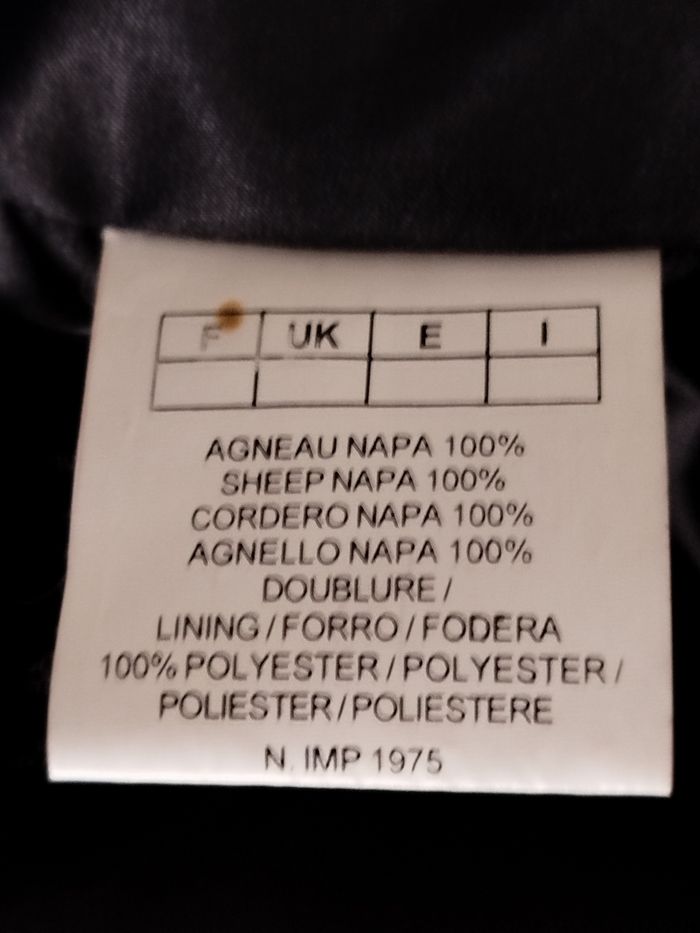 F UK E I
AGNEAU NAPA 100%
SHEEP NAPA 100%
CORDERO NAPA 100%
AGNELLO NAPA 100%
DOUBLURE /
LINING / FORRO / FODERA
100% POLYESTER / POLYESTER /
POLIESTER / POLIESTERE
N. IMP 1975